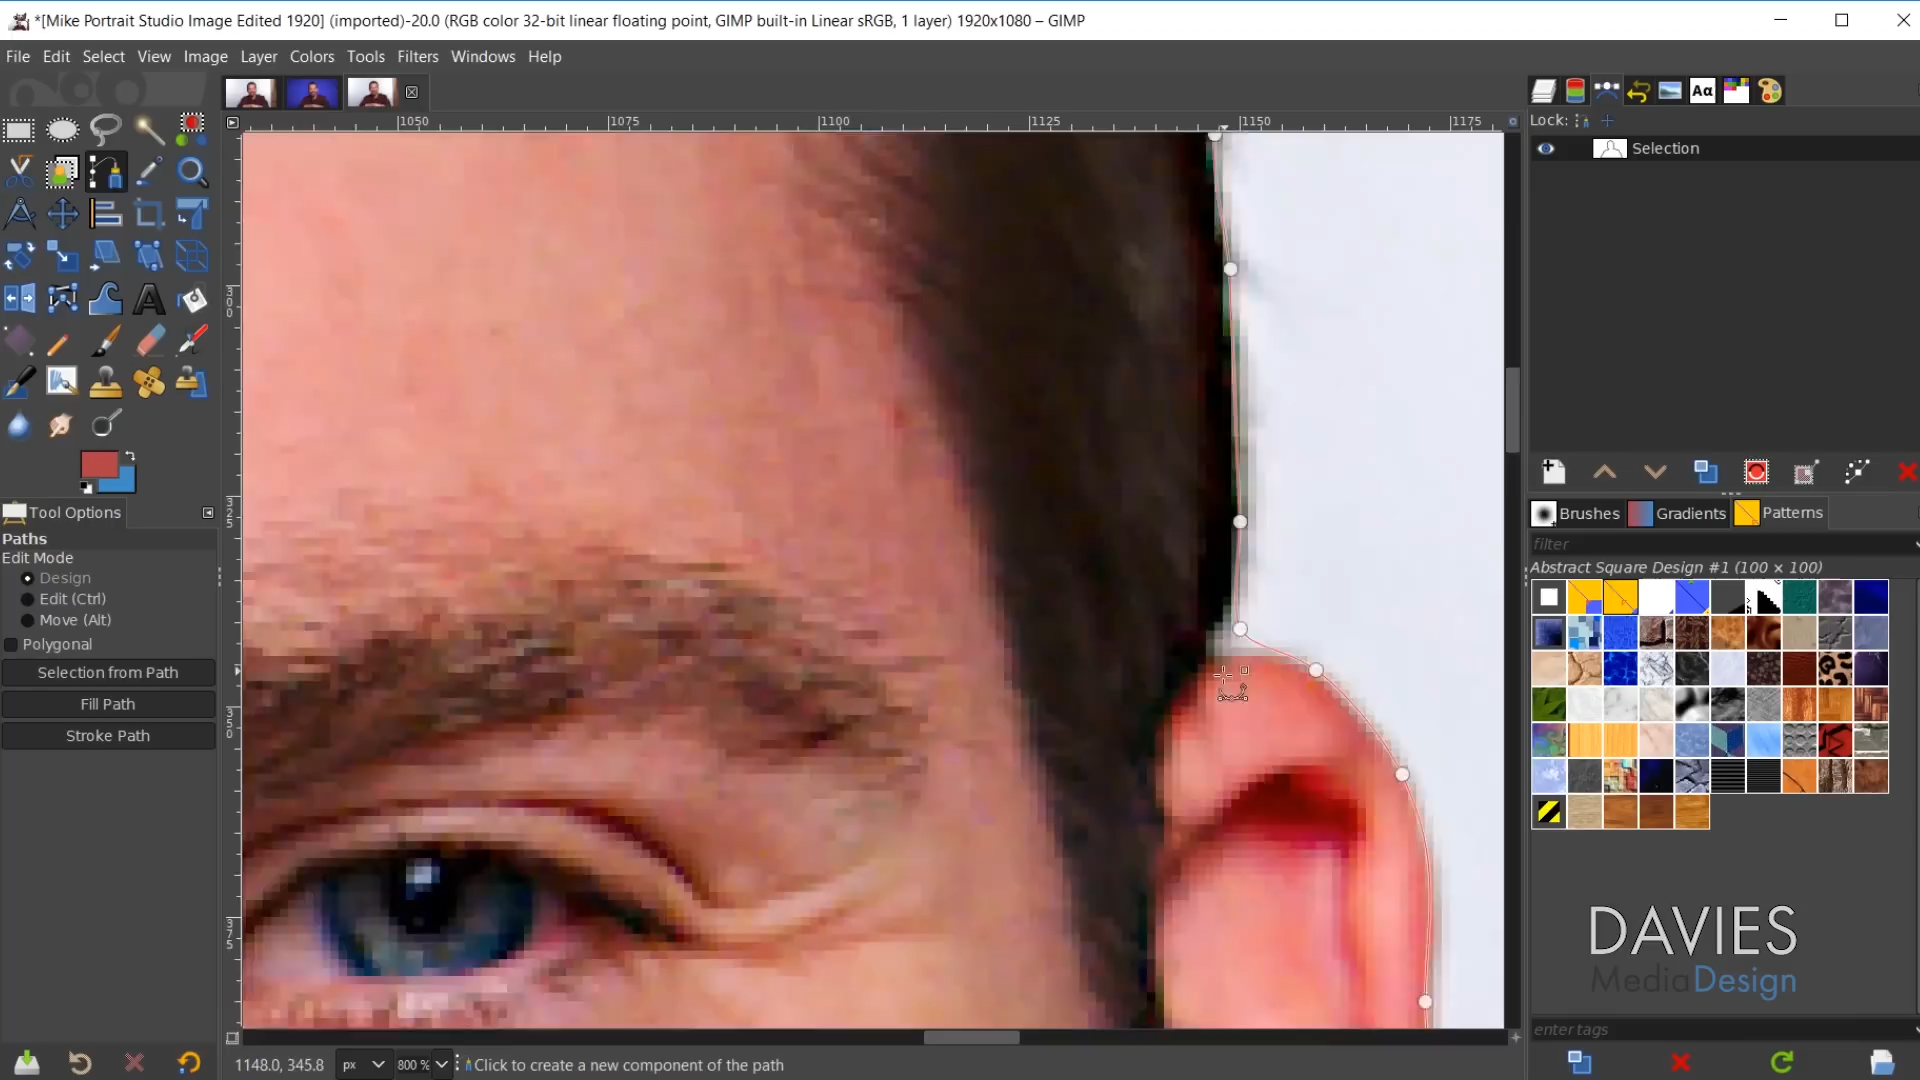 *[Mike Portrait Studio Image Edited 1920] (imported)-20.0 (RGB color 32-bit linear floating point, GIMP built-in Linear sRGB, 1 layer) 1920x1080 – GIMP
File Edit Select View Image Layer Colors Tools Filters Windows Help
1050 1075 1100 1125 1150 1175
Lock:
Selection
300
325
350
375
Tool Options
Paths
Edit Mode
Design
Edit (Ctrl)
Move (Alt)
Polygonal
Selection from Path
Fill Path
Stroke Path
Brushes Gradients Patterns
filter
Abstract Square Design #1 (100 × 100)
DAVIES
MediaDesign
enter tags
1148.0, 345.8 px 800 % Click to create a new component of the path